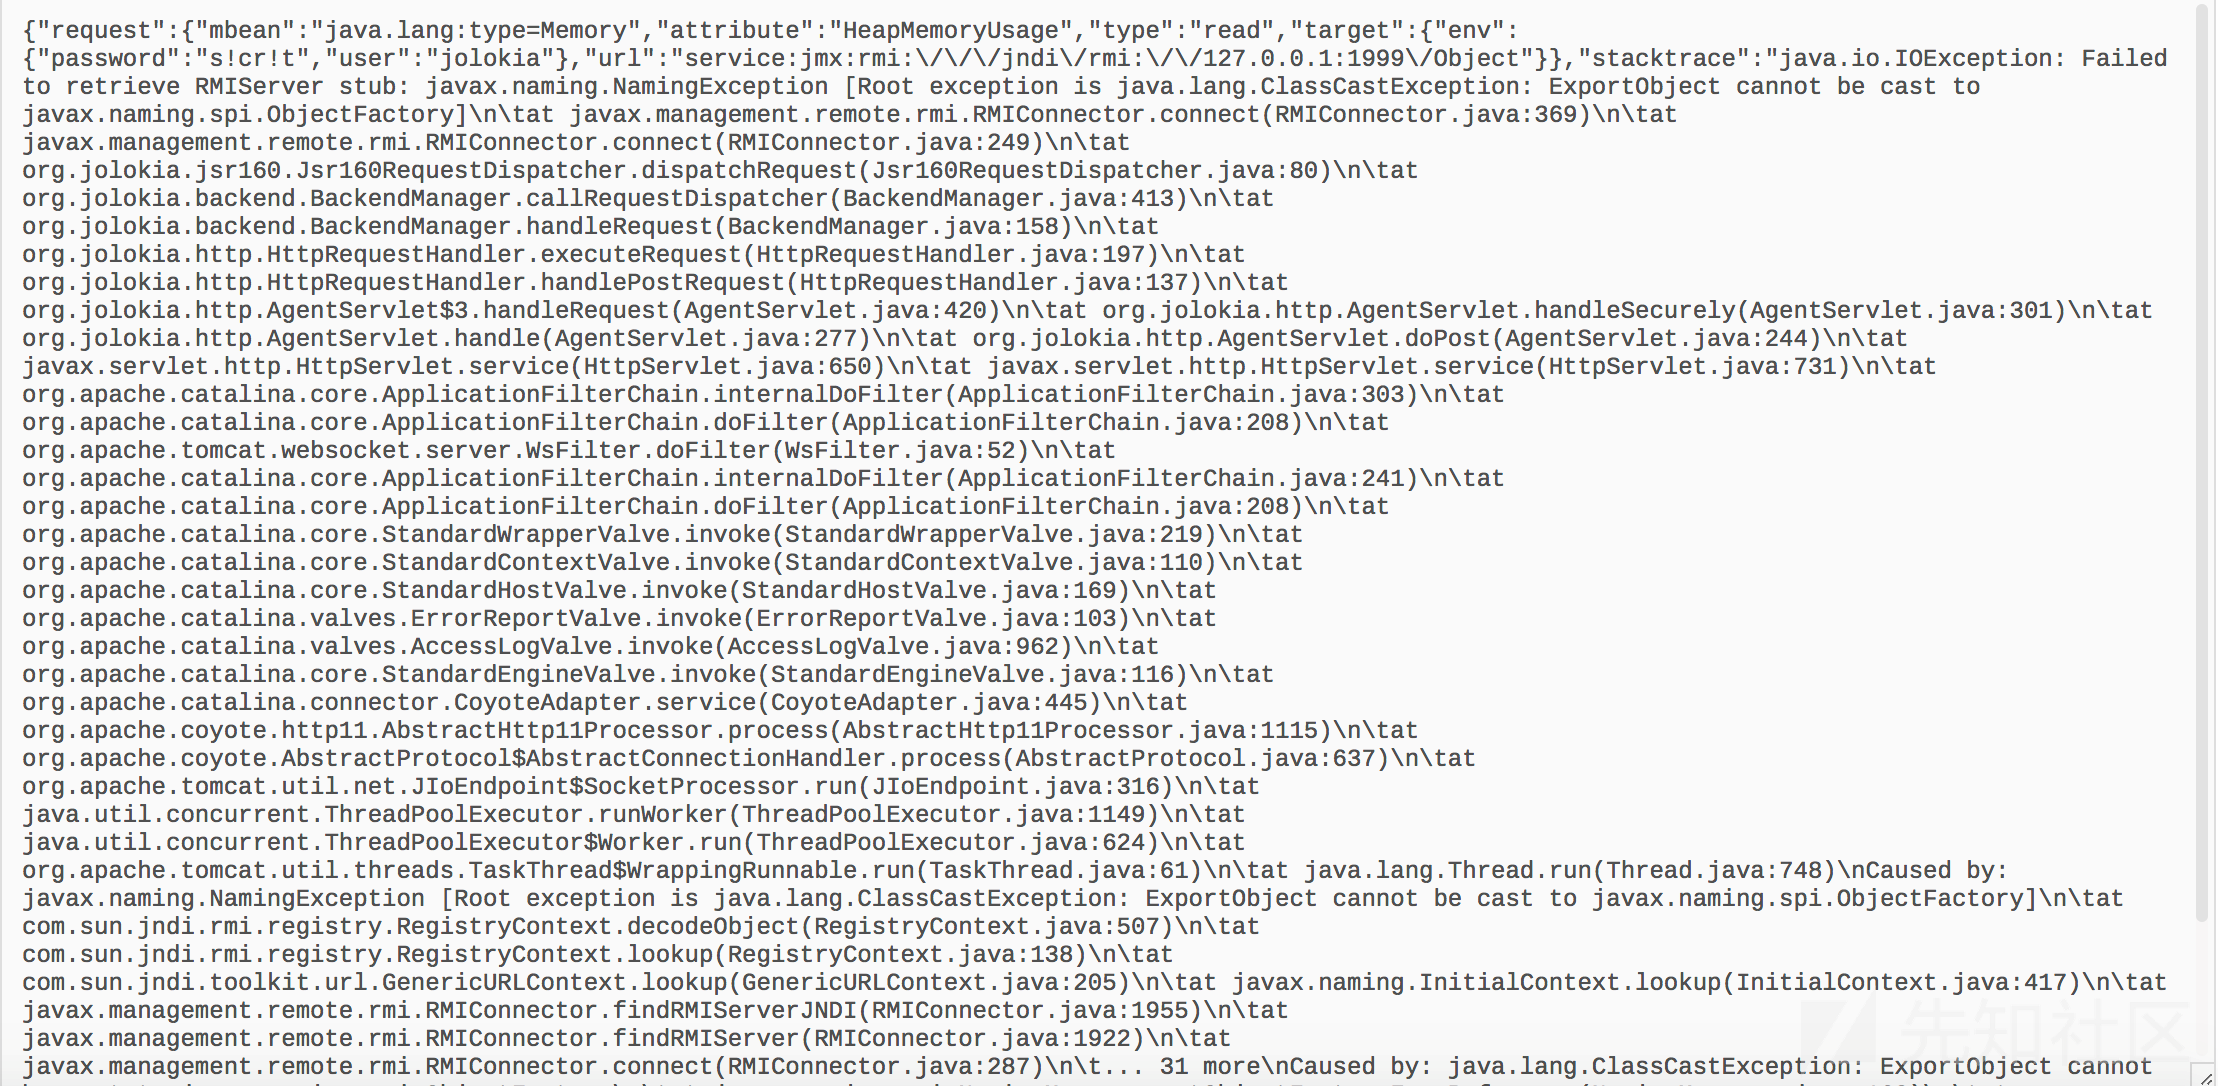 {"request":{"mbean":"java.lang:type=Memory","attribute":"HeapMemoryUsage","type":"read","target":{"env":
{"password":"s!cr!t","user":"jolokia"},"url":"service:jmx:rmi:\/\/\/jndi\/rmi:\/\/127.0.0.1:1999\/Object"}},"stacktrace":"java.io.IOException: Failed
to retrieve RMIServer stub: javax.naming.NamingException [Root exception is java.lang.ClassCastException: ExportObject cannot be cast to
javax.naming.spi.ObjectFactory]\n\tat javax.management.remote.rmi.RMIConnector.connect(RMIConnector.java:369)\n\tat
javax.management.remote.rmi.RMIConnector.connect(RMIConnector.java:249)\n\tat
org.jolokia.jsr160.Jsr160RequestDispatcher.dispatchRequest(Jsr160RequestDispatcher.java:80)\n\tat
org.jolokia.backend.BackendManager.callRequestDispatcher(BackendManager.java:413)\n\tat
org.jolokia.backend.BackendManager.handleRequest(BackendManager.java:158)\n\tat
org.jolokia.http.HttpRequestHandler.executeRequest(HttpRequestHandler.java:197)\n\tat
org.jolokia.http.HttpRequestHandler.handlePostRequest(HttpRequestHandler.java:137)\n\tat
org.jolokia.http.AgentServlet$3.handleRequest(AgentServlet.java:420)\n\tat org.jolokia.http.AgentServlet.handleSecurely(AgentServlet.java:301)\n\tat
org.jolokia.http.AgentServlet.handle(AgentServlet.java:277)\n\tat org.jolokia.http.AgentServlet.doPost(AgentServlet.java:244)\n\tat
javax.servlet.http.HttpServlet.service(HttpServlet.java:650)\n\tat javax.servlet.http.HttpServlet.service(HttpServlet.java:731)\n\tat
org.apache.catalina.core.ApplicationFilterChain.internalDoFilter(ApplicationFilterChain.java:303)\n\tat
org.apache.catalina.core.ApplicationFilterChain.doFilter(ApplicationFilterChain.java:208)\n\tat
org.apache.tomcat.websocket.server.WsFilter.doFilter(WsFilter.java:52)\n\tat
org.apache.catalina.core.ApplicationFilterChain.internalDoFilter(ApplicationFilterChain.java:241)\n\tat
org.apache.catalina.core.ApplicationFilterChain.doFilter(ApplicationFilterChain.java:208)\n\tat
org.apache.catalina.core.StandardWrapperValve.invoke(StandardWrapperValve.java:219)\n\tat
org.apache.catalina.core.StandardContextValve.invoke(StandardContextValve.java:110)\n\tat
org.apache.catalina.core.StandardHostValve.invoke(StandardHostValve.java:169)\n\tat
org.apache.catalina.valves.ErrorReportValve.invoke(ErrorReportValve.java:103)\n\tat
org.apache.catalina.valves.AccessLogValve.invoke(AccessLogValve.java:962)\n\tat
org.apache.catalina.core.StandardEngineValve.invoke(StandardEngineValve.java:116)\n\tat
org.apache.catalina.connector.CoyoteAdapter.service(CoyoteAdapter.java:445)\n\tat
org.apache.coyote.http11.AbstractHttp11Processor.process(AbstractHttp11Processor.java:1115)\n\tat
org.apache.coyote.AbstractProtocol$AbstractConnectionHandler.process(AbstractProtocol.java:637)\n\tat
org.apache.tomcat.util.net.JIoEndpoint$SocketProcessor.run(JIoEndpoint.java:316)\n\tat
java.util.concurrent.ThreadPoolExecutor.runWorker(ThreadPoolExecutor.java:1149)\n\tat
java.util.concurrent.ThreadPoolExecutor$Worker.run(ThreadPoolExecutor.java:624)\n\tat
org.apache.tomcat.util.threads.TaskThread$WrappingRunnable.run(TaskThread.java:61)\n\tat java.lang.Thread.run(Thread.java:748)\nCaused by:
javax.naming.NamingException [Root exception is java.lang.ClassCastException: ExportObject cannot be cast to javax.naming.spi.ObjectFactory]\n\tat
com.sun.jndi.rmi.registry.RegistryContext.decodeObject(RegistryContext.java:507)\n\tat
com.sun.jndi.rmi.registry.RegistryContext.lookup(RegistryContext.java:138)\n\tat
com.sun.jndi.toolkit.url.GenericURLContext.lookup(GenericURLContext.java:205)\n\tat javax.naming.InitialContext.lookup(InitialContext.java:417)\n\tat
javax.management.remote.rmi.RMIConnector.findRMIServerJNDI(RMIConnector.java:1955)\n\tat
javax.management.remote.rmi.RMIConnector.findRMIServer(RMIConnector.java:1922)\n\tat
javax.management.remote.rmi.RMIConnector.connect(RMIConnector.java:287)\n\t... 31 more\nCaused by: java.lang.ClassCastException: ExportObject cannot
先知社区